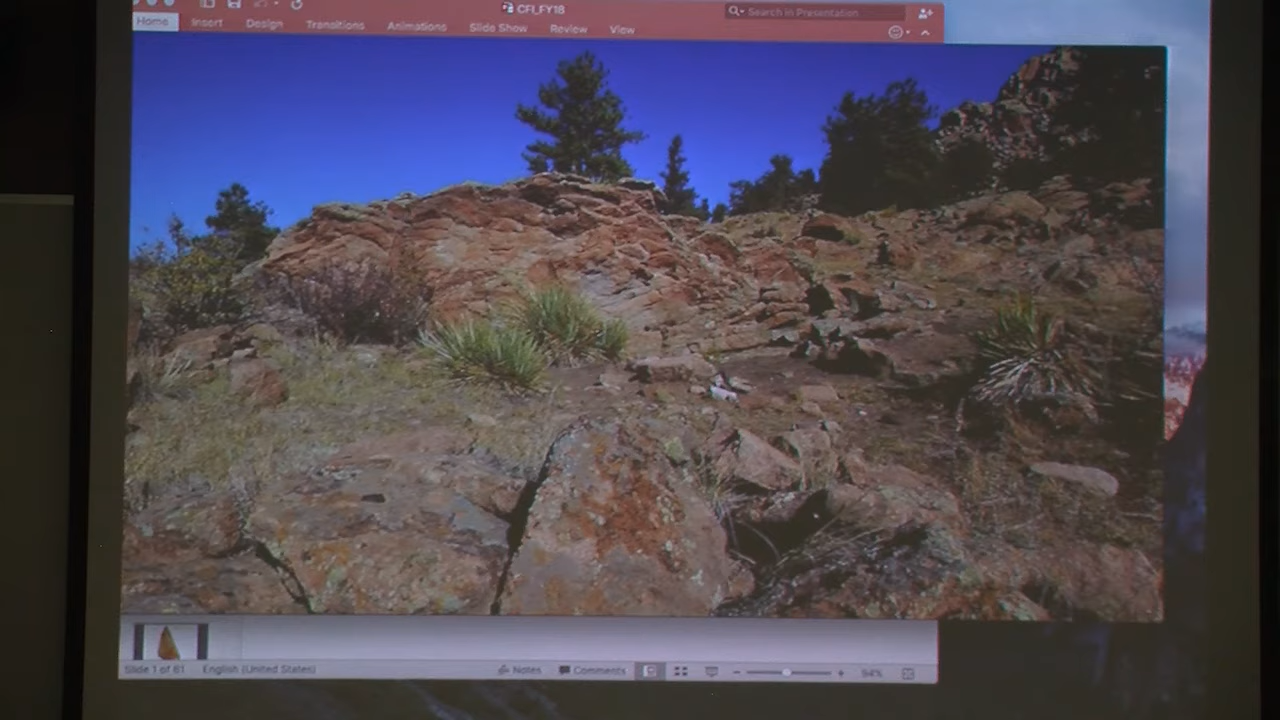 CFI_FY18
Search in Presentation
Home Insert Design Transitions Animations Slide Show Review View
Slide 1 of 61 English (United States) Notes Comments 94%